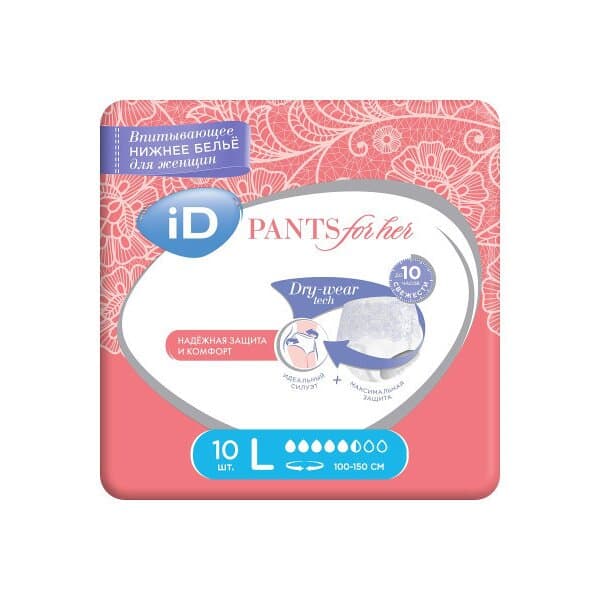 Впитывающее
НИЖНЕЕ БЕЛЬЁ
для женщин
iD
PANTS for her
ДО 10 ЧАСОВ
СВЕЖЕСТИ
Dry-wear
tech
НАДЁЖНАЯ ЗАЩИТА
И КОМФОРТ
ИДЕАЛЬНЫЙ
СИЛУЭТ
+
МАКСИМАЛЬНАЯ
ЗАЩИТА
10
ШТ.
L
100-150 СМ